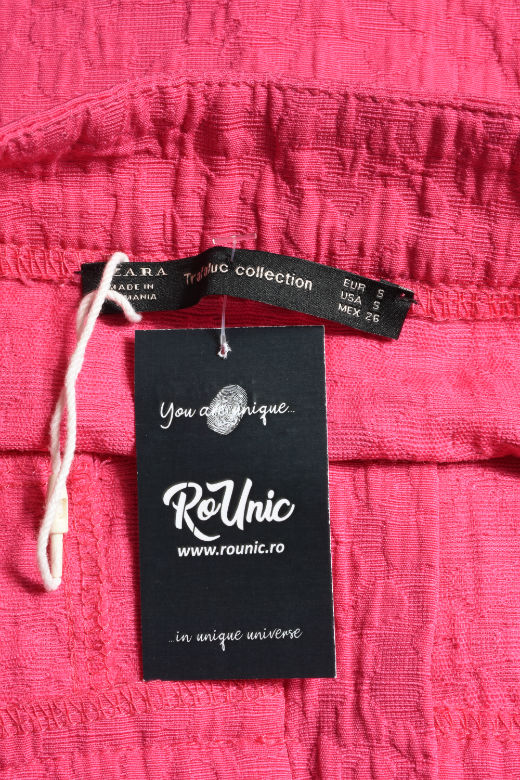 ZARA
MADE IN
Trafaluc collection
EUR S
USA S
MEX 26
You are unique...
RoUnic
www.rounic.ro
...in unique universe